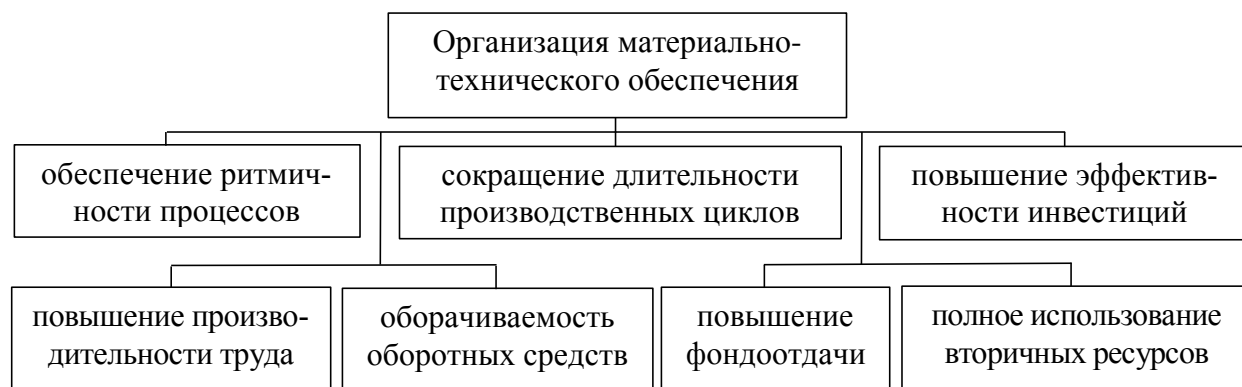 Организация материально-
технического обеспечения
обеспечение ритмич-
ности процессов
сокращение длительности
производственных циклов
повышение эффектив-
ности инвестиций
повышение произво-
дительности труда
оборачиваемость
оборотных средств
повышение
фондоотдачи
полное использование
вторичных ресурсов